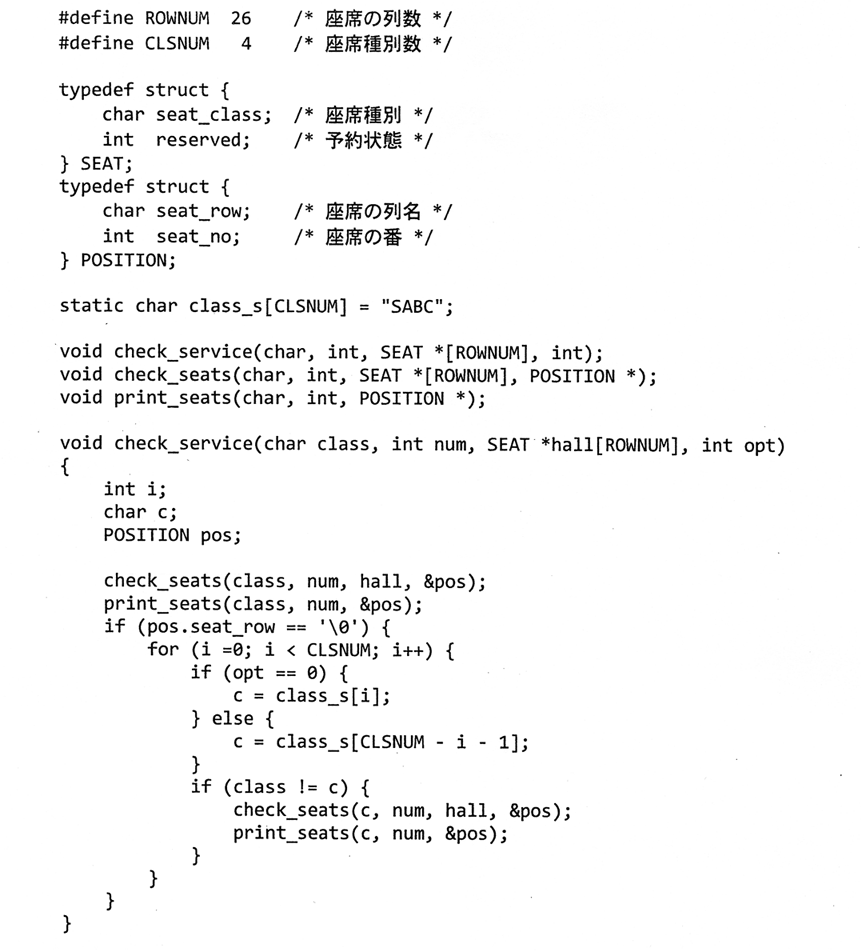 #define ROWNUM  26    /* 座席の列数 */
#define CLSNUM   4    /* 座席種別数 */

typedef struct {
    char seat_class;  /* 座席種別 */
    int  reserved;    /* 予約状態 */
} SEAT;
typedef struct {
    char seat_row;    /* 座席の列名 */
    int  seat_no;     /* 座席の番 */
} POSITION;

static char class_s[CLSNUM] = "SABC";

void check_service(char, int, SEAT *[ROWNUM], int);
void check_seats(char, int, SEAT *[ROWNUM], POSITION *);
void print_seats(char, int, POSITION *);

void check_service(char class, int num, SEAT *hall[ROWNUM], int opt)
{
    int i;
    char c;
    POSITION pos;

    check_seats(class, num, hall, &pos);
    print_seats(class, num, &pos);
    if (pos.seat_row == '\0') {
        for (i =0; i < CLSNUM; i++) {
            if (opt == 0) {
                c = class_s[i];
            } else {
                c = class_s[CLSNUM - i - 1];
            }
            if (class != c) {
                check_seats(c, num, hall, &pos);
                print_seats(c, num, &pos);
            }
        }
    }
}